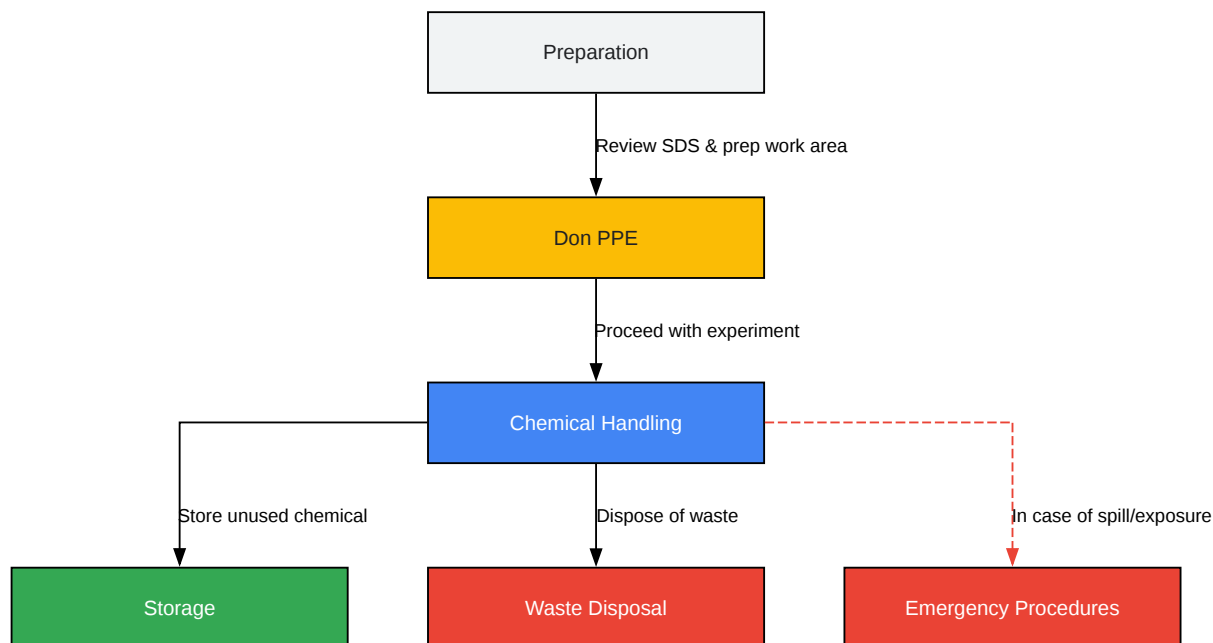 Preparation
Review SDS & prep work area
Don PPE
Proceed with experiment
Chemical Handling
Store unused chemical
Dispose of waste
In case of spill/exposure
Storage
Waste Disposal
Emergency Procedures